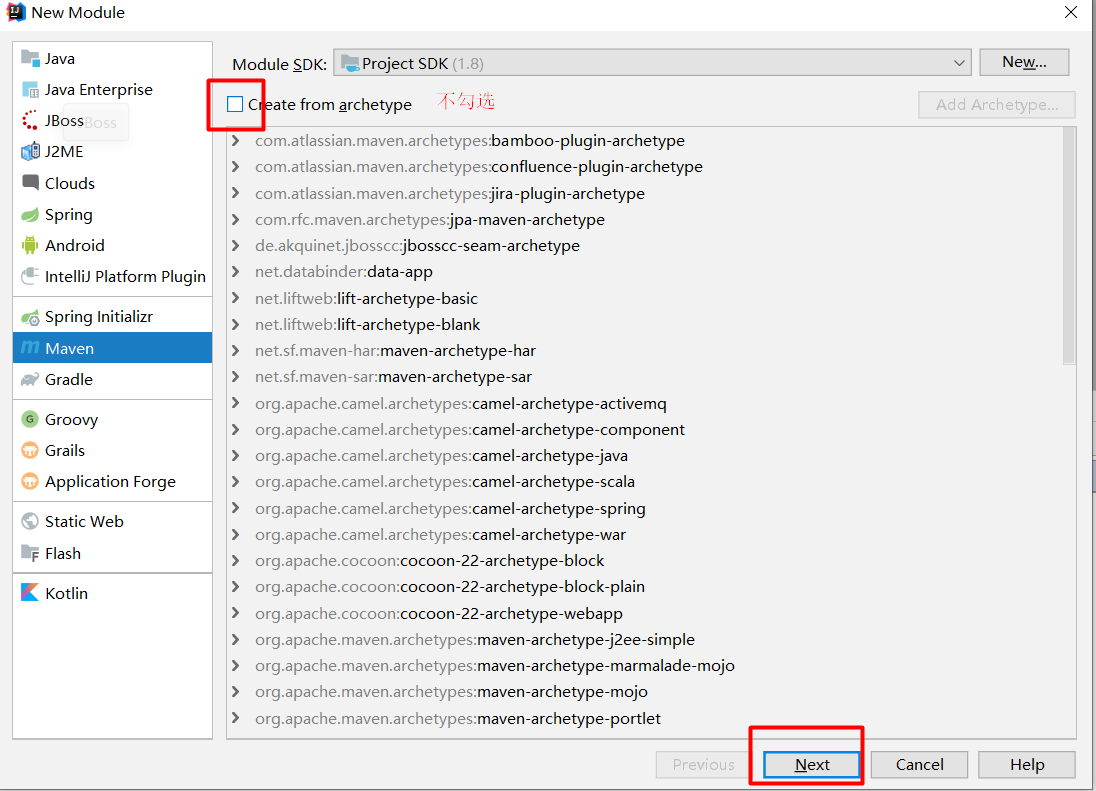 New Module
Java
Java Enterprise
JBoss
JBoss
J2ME
Clouds
Spring
Android
IntelliJ Platform Plugin
Spring Initializr
Maven
Gradle
Groovy
Grails
Application Forge
Static Web
Flash
Kotlin
Module SDK: Project SDK (1.8) New...
Create from archetype 不勾选 Add Archetype...
com.atlassian.maven.archetypes:bamboo-plugin-archetype
com.atlassian.maven.archetypes:confluence-plugin-archetype
com.atlassian.maven.archetypes:jira-plugin-archetype
com.rfc.maven.archetypes:jpa-maven-archetype
de.akquinet.jbosscc:jbosscc-seam-archetype
net.databinder:data-app
net.liftweb:lift-archetype-basic
net.liftweb:lift-archetype-blank
net.sf.maven-har:maven-archetype-har
net.sf.maven-sar:maven-archetype-sar
org.apache.camel.archetypes:camel-archetype-activemq
org.apache.camel.archetypes:camel-archetype-component
org.apache.camel.archetypes:camel-archetype-java
org.apache.camel.archetypes:camel-archetype-scala
org.apache.camel.archetypes:camel-archetype-spring
org.apache.camel.archetypes:camel-archetype-war
org.apache.cocoon:cocoon-22-archetype-block
org.apache.cocoon:cocoon-22-archetype-block-plain
org.apache.cocoon:cocoon-22-archetype-webapp
org.apache.maven.archetypes:maven-archetype-j2ee-simple
org.apache.maven.archetypes:maven-archetype-marmalade-mojo
org.apache.maven.archetypes:maven-archetype-mojo
org.apache.maven.archetypes:maven-archetype-portlet
Previous Next Cancel Help